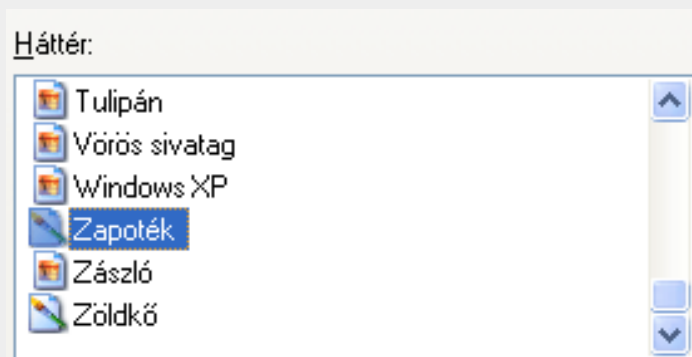 Háttér:
Tulipán
Vörös sivatag
Windows XP
Zapoték
Zászló
Zöldkő